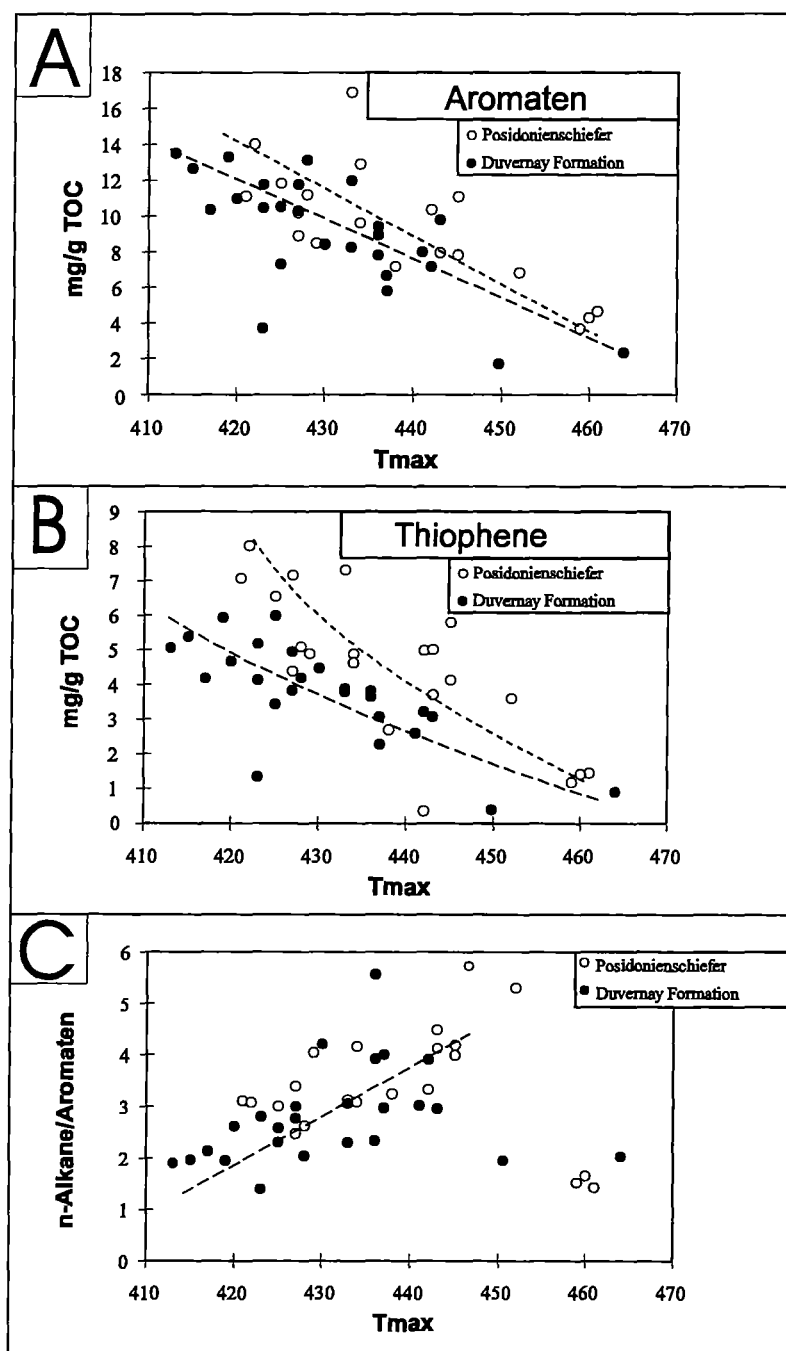 A
Aromaten
Posidonienschiefer
Duvernay Formation
mg/g TOC
18
16
14
12
10
8
6
4
2
0
410 420 430 440 450 460 470
Tmax
B
Thiophene
Posidonienschiefer
Duvernay Formation
mg/g TOC
9
8
7
6
5
4
3
2
1
0
410 420 430 440 450 460 470
Tmax
C
Posidonienschiefer
Duvernay Formation
n-Alkane/Aromaten
6
5
4
3
2
1
0
410 420 430 440 450 460 470
Tmax